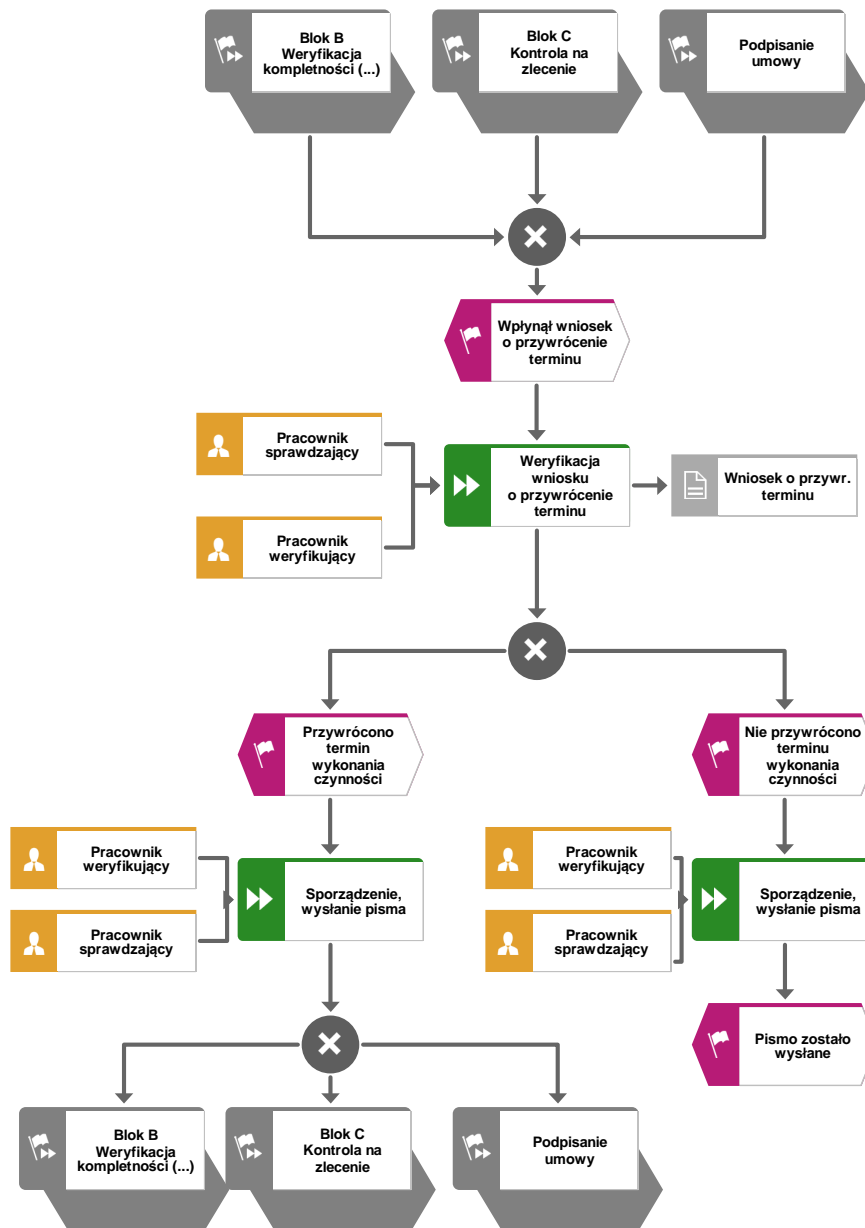 Blok B
Weryfikacja
kompletności (...)
Blok C
Kontrola na
zlecenie
Podpisanie
umowy
Wpłynął wniosek
o przywrócenie
terminu
Pracownik
sprawdzający
Pracownik
weryfikujący
Weryfikacja
wniosku
o przywrócenie
terminu
Wniosek o przywr.
terminu
Przywrócono
termin
wykonania
czynności
Nie przywrócono
terminu
wykonania
czynności
Pracownik
weryfikujący
Pracownik
sprawdzający
Sporządzenie,
wysłanie pisma
Pracownik
weryfikujący
Pracownik
sprawdzający
Sporządzenie,
wysłanie pisma
Pismo zostało
wysłane
Blok B
Weryfikacja
kompletności (...)
Blok C
Kontrola na
zlecenie
Podpisanie
umowy